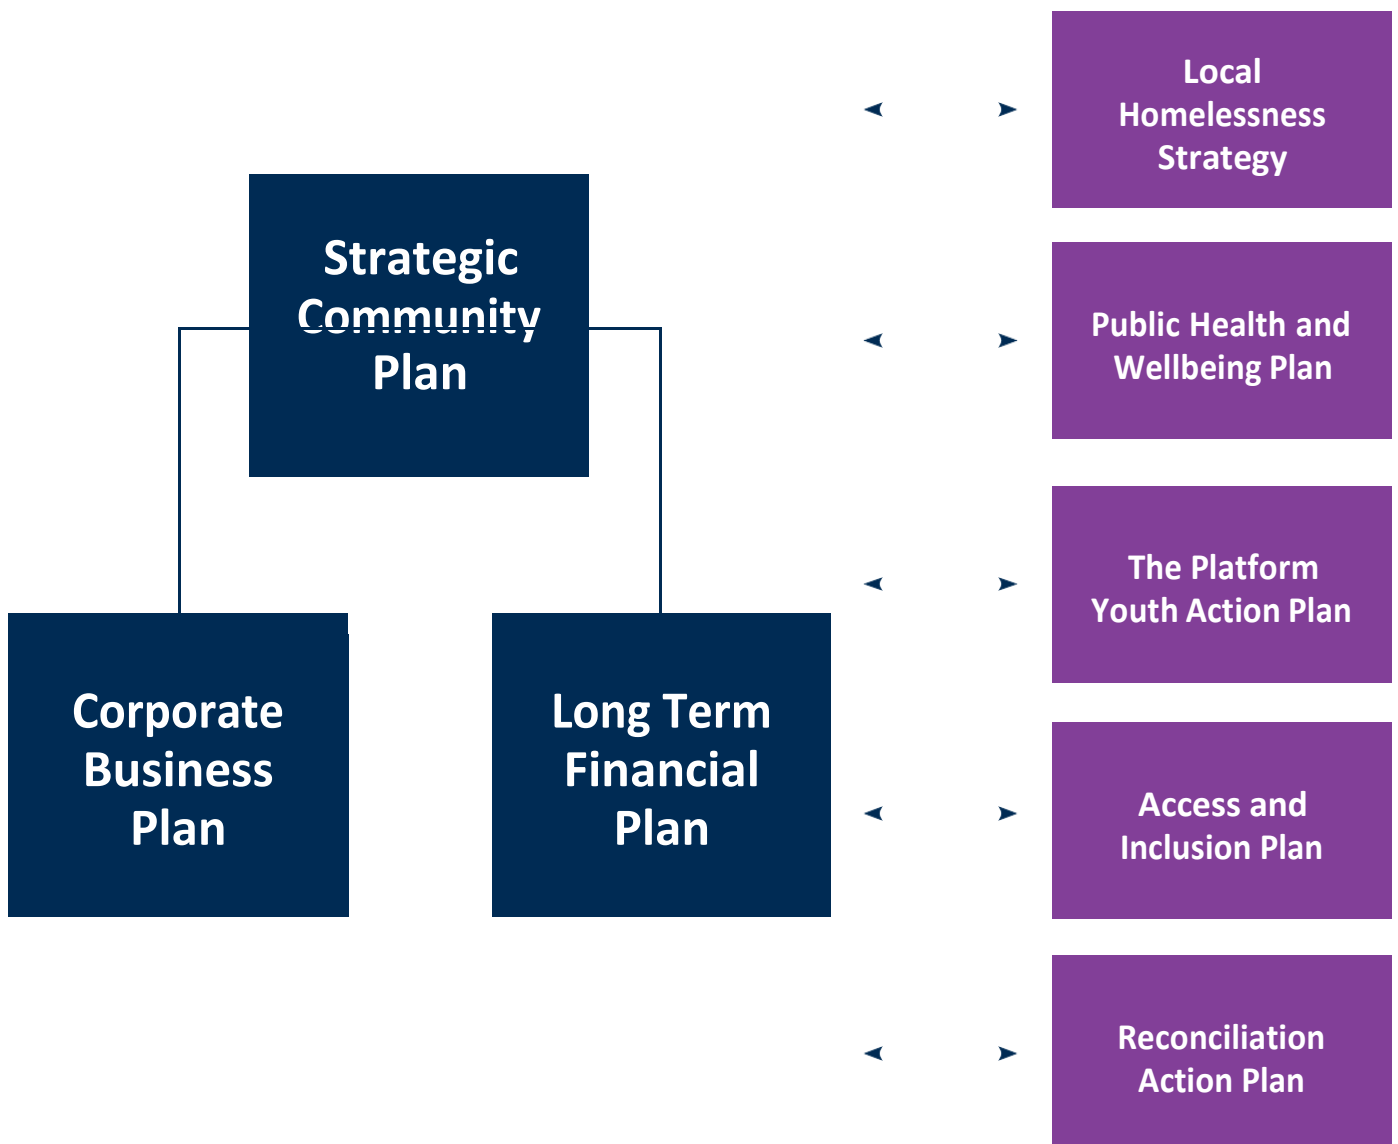 Strategic
Community
Plan
Corporate
Business
Plan
Long Term
Financial
Plan
Local
Homelessness
Strategy
Public Health and
Wellbeing Plan
The Platform
Youth Action Plan
Access and
Inclusion Plan
Reconciliation
Action Plan